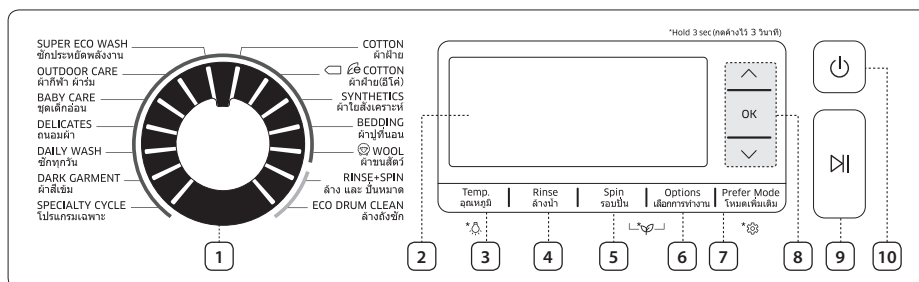 *Hold 3 sec (กดค้างไว้ 3 วินาที)
SUPER ECO WASH
ซักประหยัดพลังงาน
OUTDOOR CARE
ผ้ากีฬา ผ้าร่ม
BABY CARE
ชุดเด็กอ่อน
DELICATES
ถนอมผ้า
DAILY WASH
ซักทุกวัน
DARK GARMENT
ผ้าสีเข้ม
SPECIALTY CYCLE
โปรแกรมเฉพาะ
COTTON
ผ้าฝ้าย
e COTTON
ผ้าฝ้าย(อีโค่)
SYNTHETICS
ผ้าใยสังเคราะห์
BEDDING
ผ้าปูที่นอน
WOOL
ผ้าขนสัตว์
RINSE+SPIN
ล้าง และ ปั่นหมาด
ECO DRUM CLEAN
ล้างถังซัก
OK
Temp.
อุณหภูมิ
Rinse
ล้างน้ำ
Spin
รอบปั่น
Options
เลือกการทำงาน
Prefer Mode
โหมดเพิ่มเติม
* * *
1 2 3 4 5 6 7 8 9 10